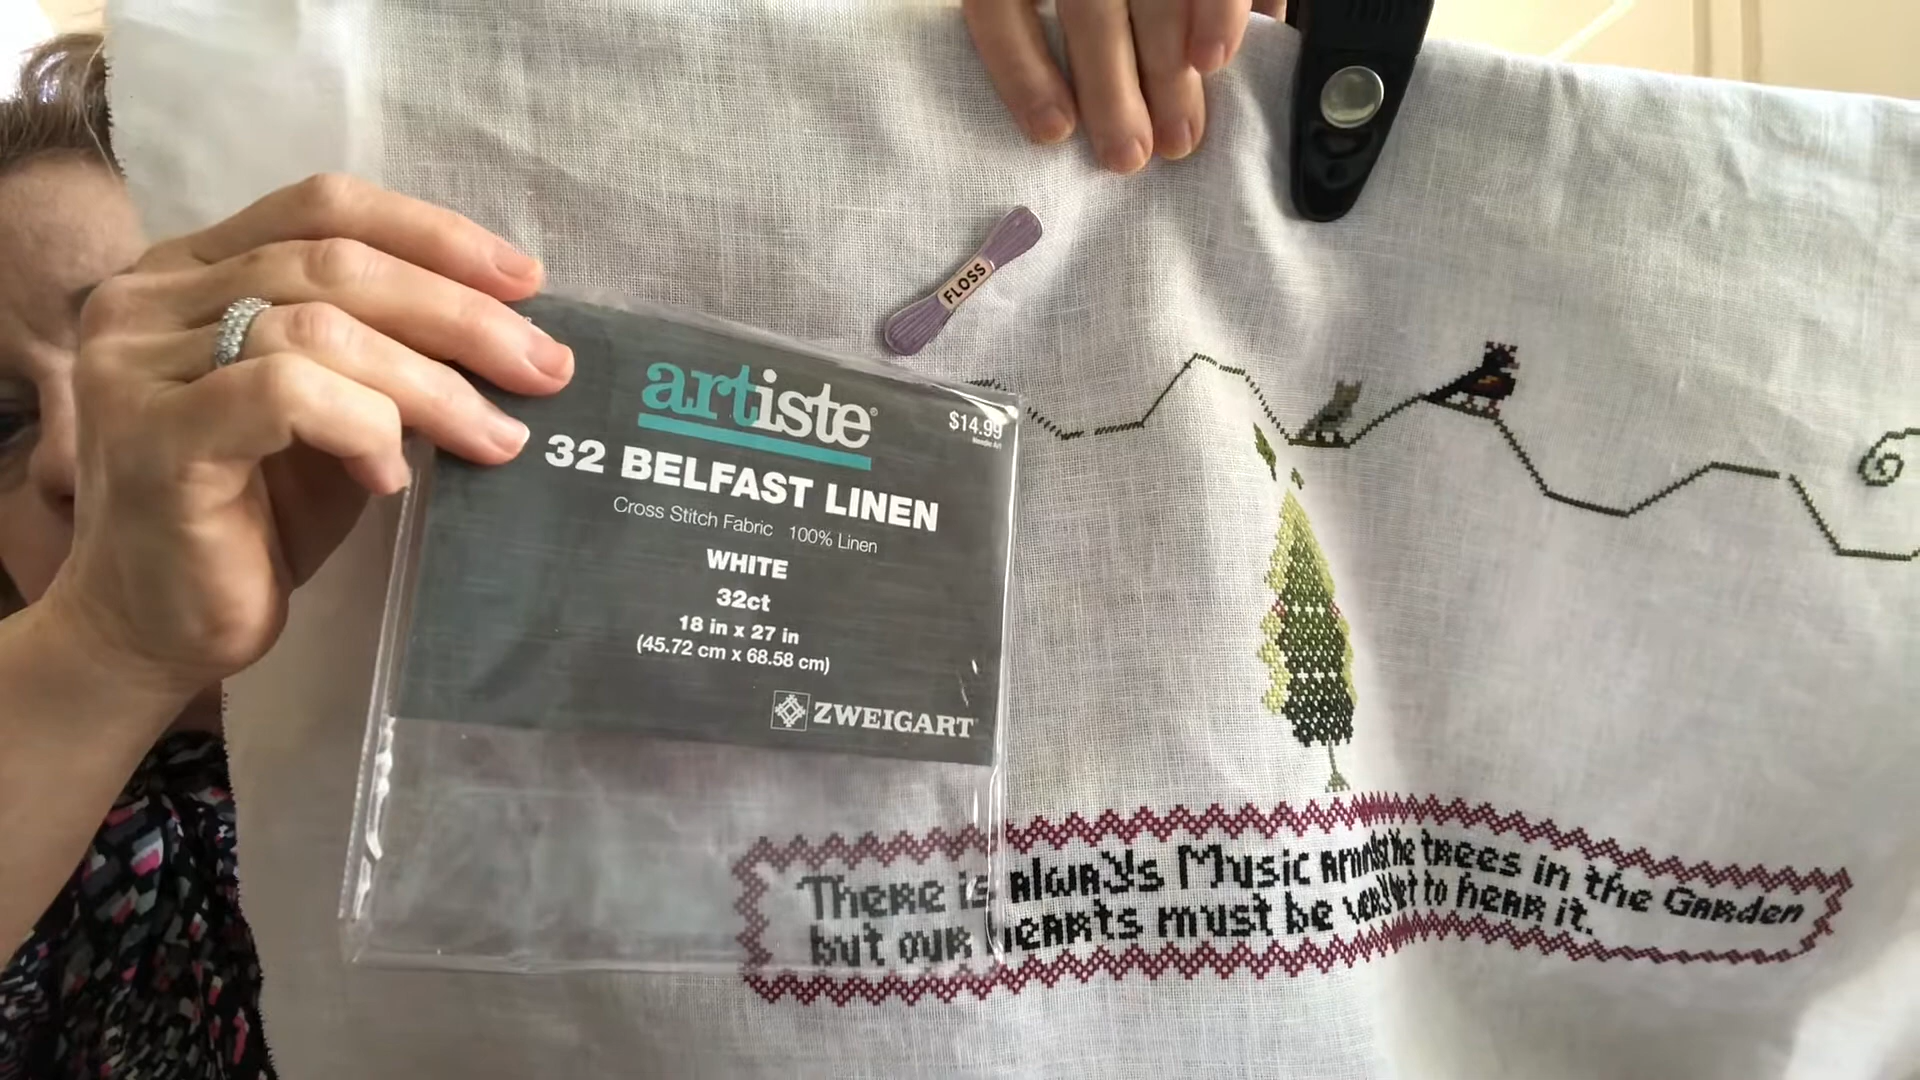 FLOSS
artiste®
$14.99
32 BELFAST LINEN
Cross Stitch Fabric 100% Linen
WHITE
32ct
18 in x 27 in
(45.72 cm x 68.58 cm)
ZWEIGART
There is always Music amongst the trees in the Garden
but our hearts must be very to hear it.